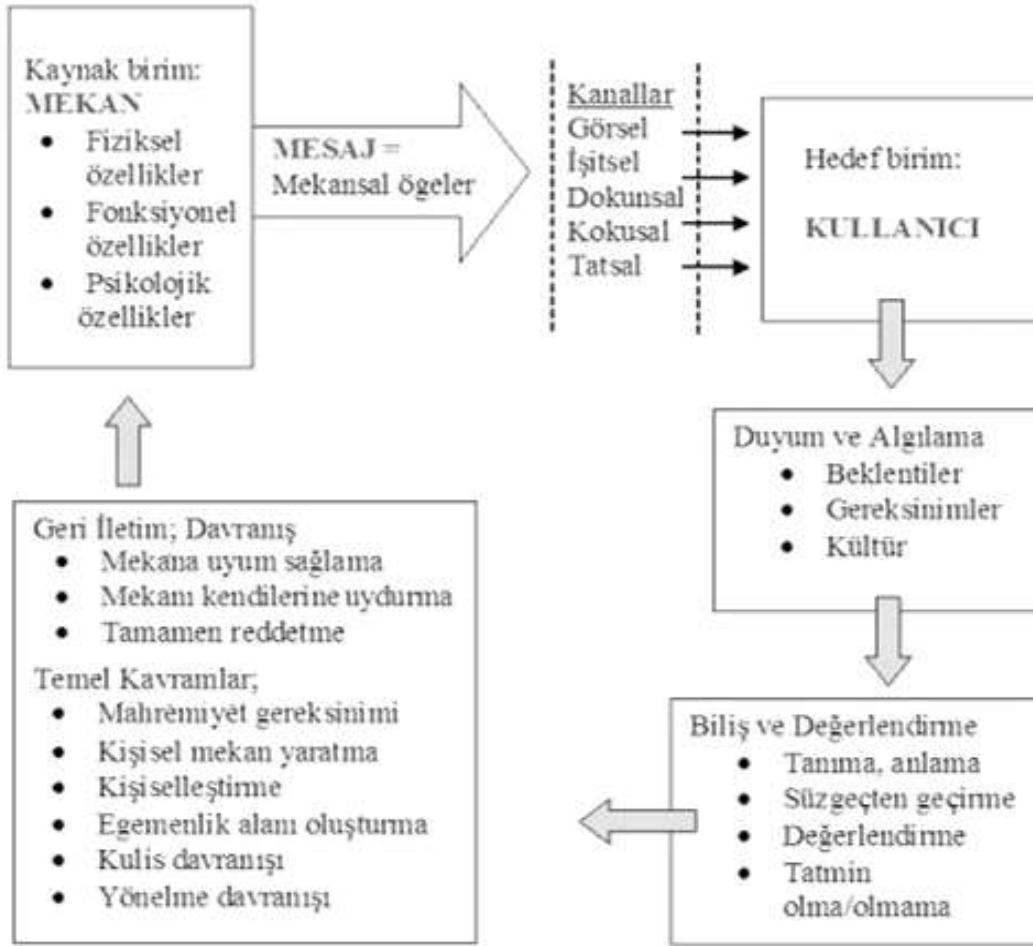 Kaynak birim:
MEKAN
• Fiziksel
özellikler
• Fonksiyonel
özellikler
• Psikolojik
özellikler
MESAJ =
Mekansal ögeler
Kanallar
Görsel
İşitsel
Dokunsal
Kokusal
Tatsal
Hedef birim:
KULLANICI
Duyum ve Algılama
• Beklentiler
• Gereksinimler
• Kültür
Biliş ve Değerlendirme
• Tanıma, anlama
• Süzgeçten geçirme
• Değerlendirme
• Tatmin
olma/olmama
Geri İletim; Davranış
• Mekana uyum sağlama
• Mekanı kendilerine uydurma
• Tamamen reddetme
Temel Kavramlar;
• Mahremiyet gereksinimi
• Kişisel mekan yaratma
• Kişiselleştirme
• Egemenlik alanı oluşturma
• Kulis davranışı
• Yönelme davranışı